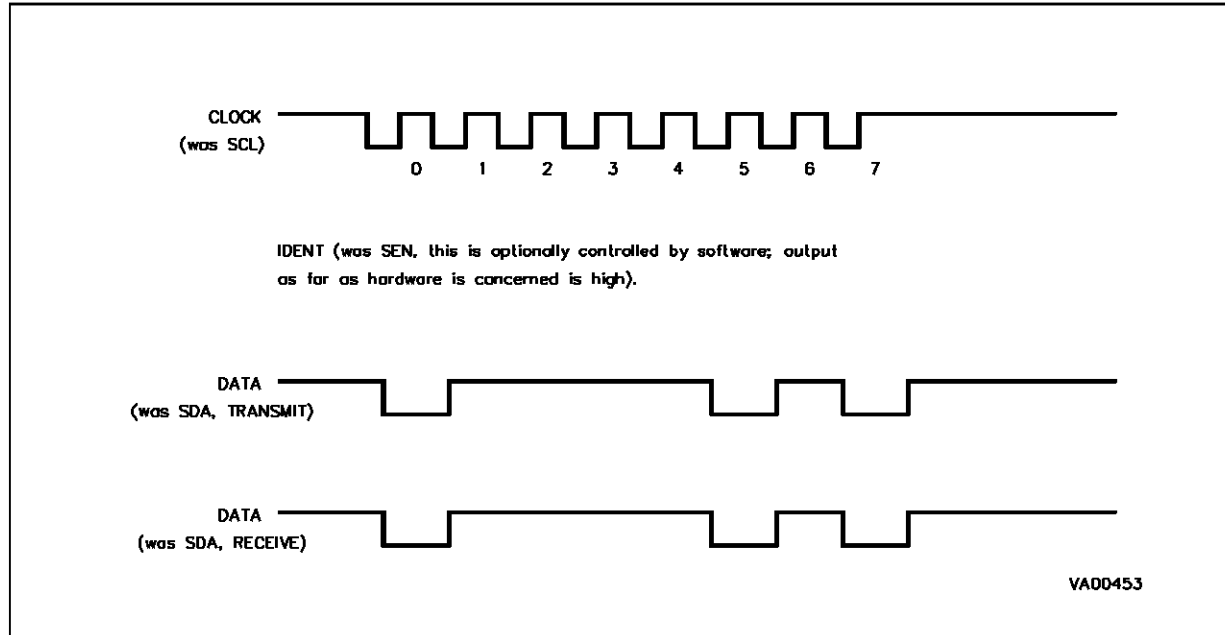 CLOCK
(was SCL)
0 1 2 3 4 5 6 7
IDENT (was SEN, this is optionally controlled by software; output
as far as hardware is concerned is high).
DATA
(was SDA, TRANSMIT)
DATA
(was SDA, RECEIVE)
VA00453